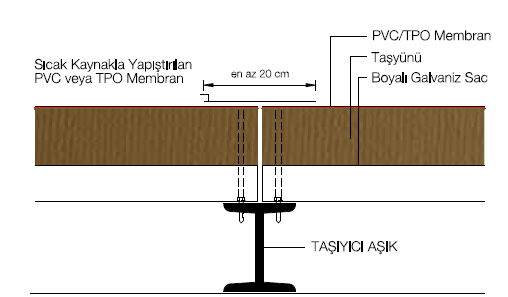 PVC/TPO Membran
Sıcak Kaynakla Yapıştırılan
PVC veya TPO Membran
en az 20 cm
Taşyünü
Boyalı Galvaniz Sac
TAŞIYICI AŞIK